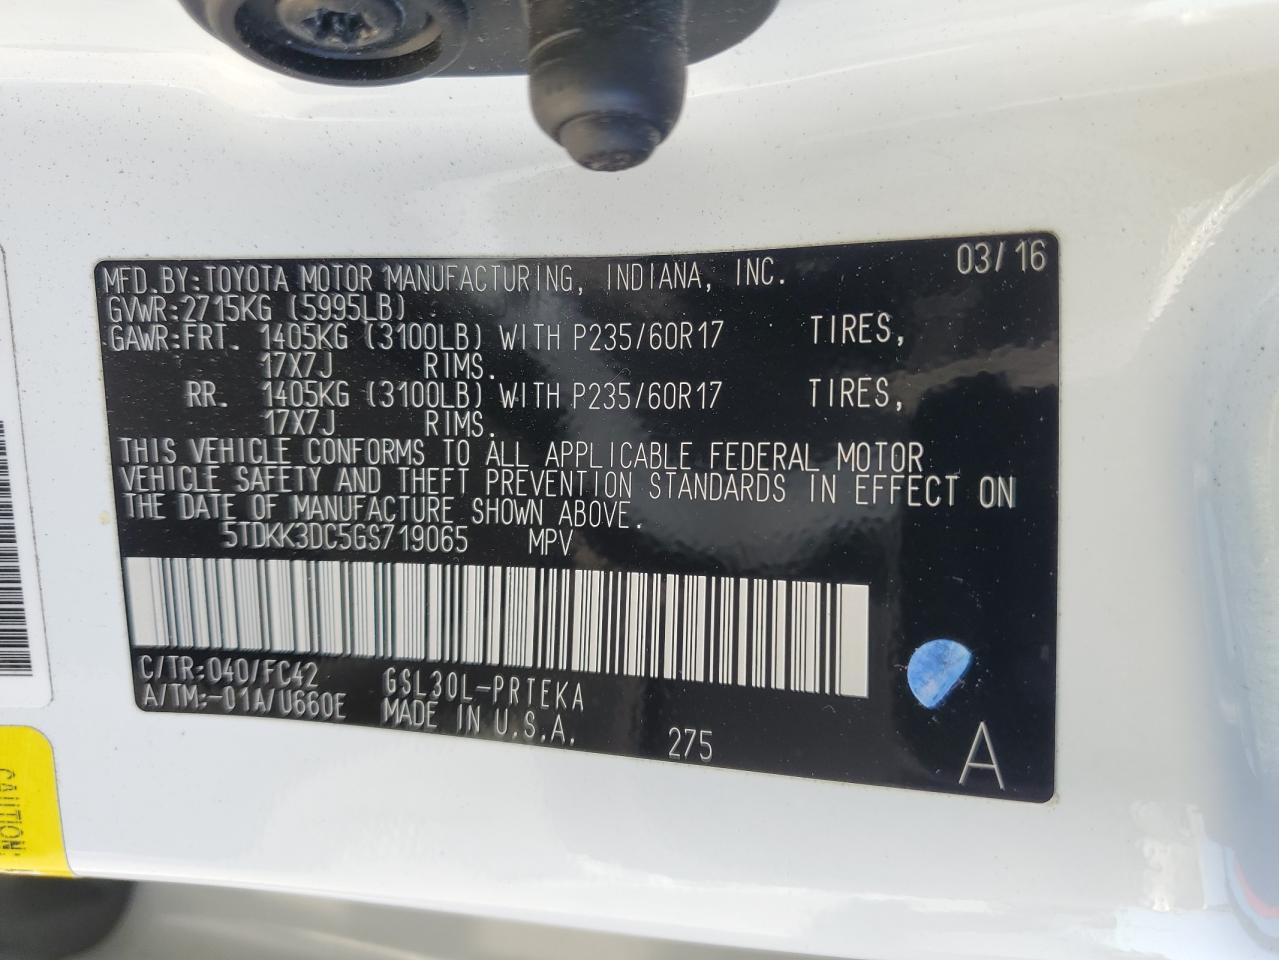 MFD.BY:TOYOTA MOTOR MANUFACTURING, INDIANA, INC. 03/16
GVWR:2715KG (5995LB)
GAWR:FRT. 1405KG (3100LB) WITH P235/60R17 TIRES,
17X7J RIMS.
RR. 1405KG (3100LB) WITH P235/60R17 TIRES,
17X7J RIMS.
THIS VEHICLE CONFORMS TO ALL APPLICABLE FEDERAL MOTOR
VEHICLE SAFETY AND THEFT PREVENTION STANDARDS IN EFFECT ON
THE DATE OF MANUFACTURE SHOWN ABOVE.
5TDKK3DC5GS719065 MPV
C/TR:040/FC42 GSL30L-PRTEKA
A/TM:-01A/U660E MADE IN U.S.A. 275
A
CAUTION: